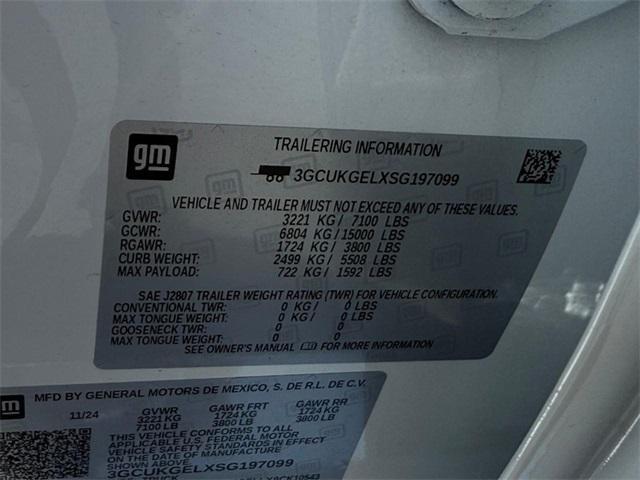 gm
TRAILERING INFORMATION
3GCUKGELXSG197099
VEHICLE AND TRAILER MUST NOT EXCEED ANY OF THESE VALUES.
GVWR: 3221 KG / 7100 LBS
GCWR: 6804 KG / 15000 LBS
RGAWR: 1724 KG / 3800 LBS
CURB WEIGHT: 2499 KG / 5508 LBS
MAX PAYLOAD: 722 KG / 1592 LBS
SAE J2807 TRAILER WEIGHT RATING (TWR) FOR VEHICLE CONFIGURATION.
CONVENTIONAL TWR: 0 KG / 0 LBS
MAX TONGUE WEIGHT: 0 KG / 0 LBS
GOOSENECK TWR: 0 0
MAX TONGUE WEIGHT: 0 0
SEE OWNER'S MANUAL FOR MORE INFORMATION
gm
MFD BY GENERAL MOTORS DE MEXICO, S. DE R.L. DE C.V.
11/24 GVWR GAWR FRT GAWR RR
3221 KG 1724 KG 1724 KG
7100 LB 3800 LB 3800 LB
THIS VEHICLE CONFORMS TO ALL
APPLICABLE U.S. FEDERAL MOTOR
VEHICLE SAFETY STANDARDS IN EFFECT
ON THE DATE OF MANUFACTURE
SHOWN ABOVE
3GCUKGELXSG197099